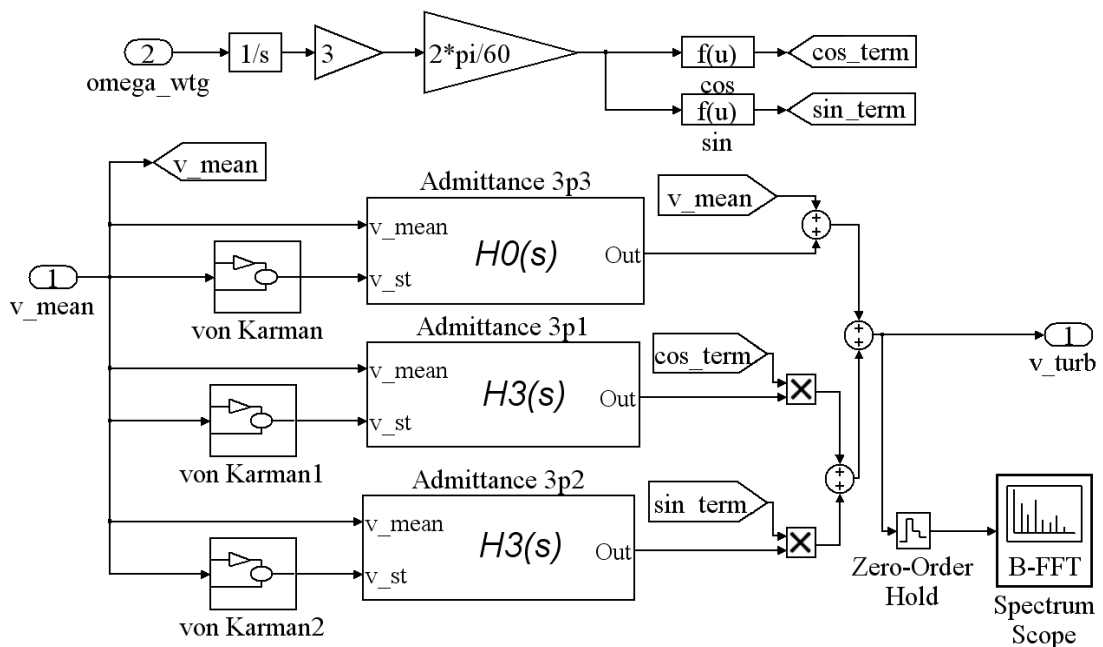 2
omega_wtg
1/s
3
2*pi/60
f(u)
cos
cos_term
f(u)
sin
sin_term
v_mean
Admittance 3p3
v_mean
v_st
H0(s)
Out
v_mean
1
v_mean
von Karman
Admittance 3p1
v_mean
v_st
H3(s)
Out
cos_term
+
+
+
+
1
v_turb
von Karman1
Admittance 3p2
v_mean
v_st
H3(s)
Out
sin_term
+
+
von Karman2
Zero-Order
Hold
B-FFT
Spectrum
Scope